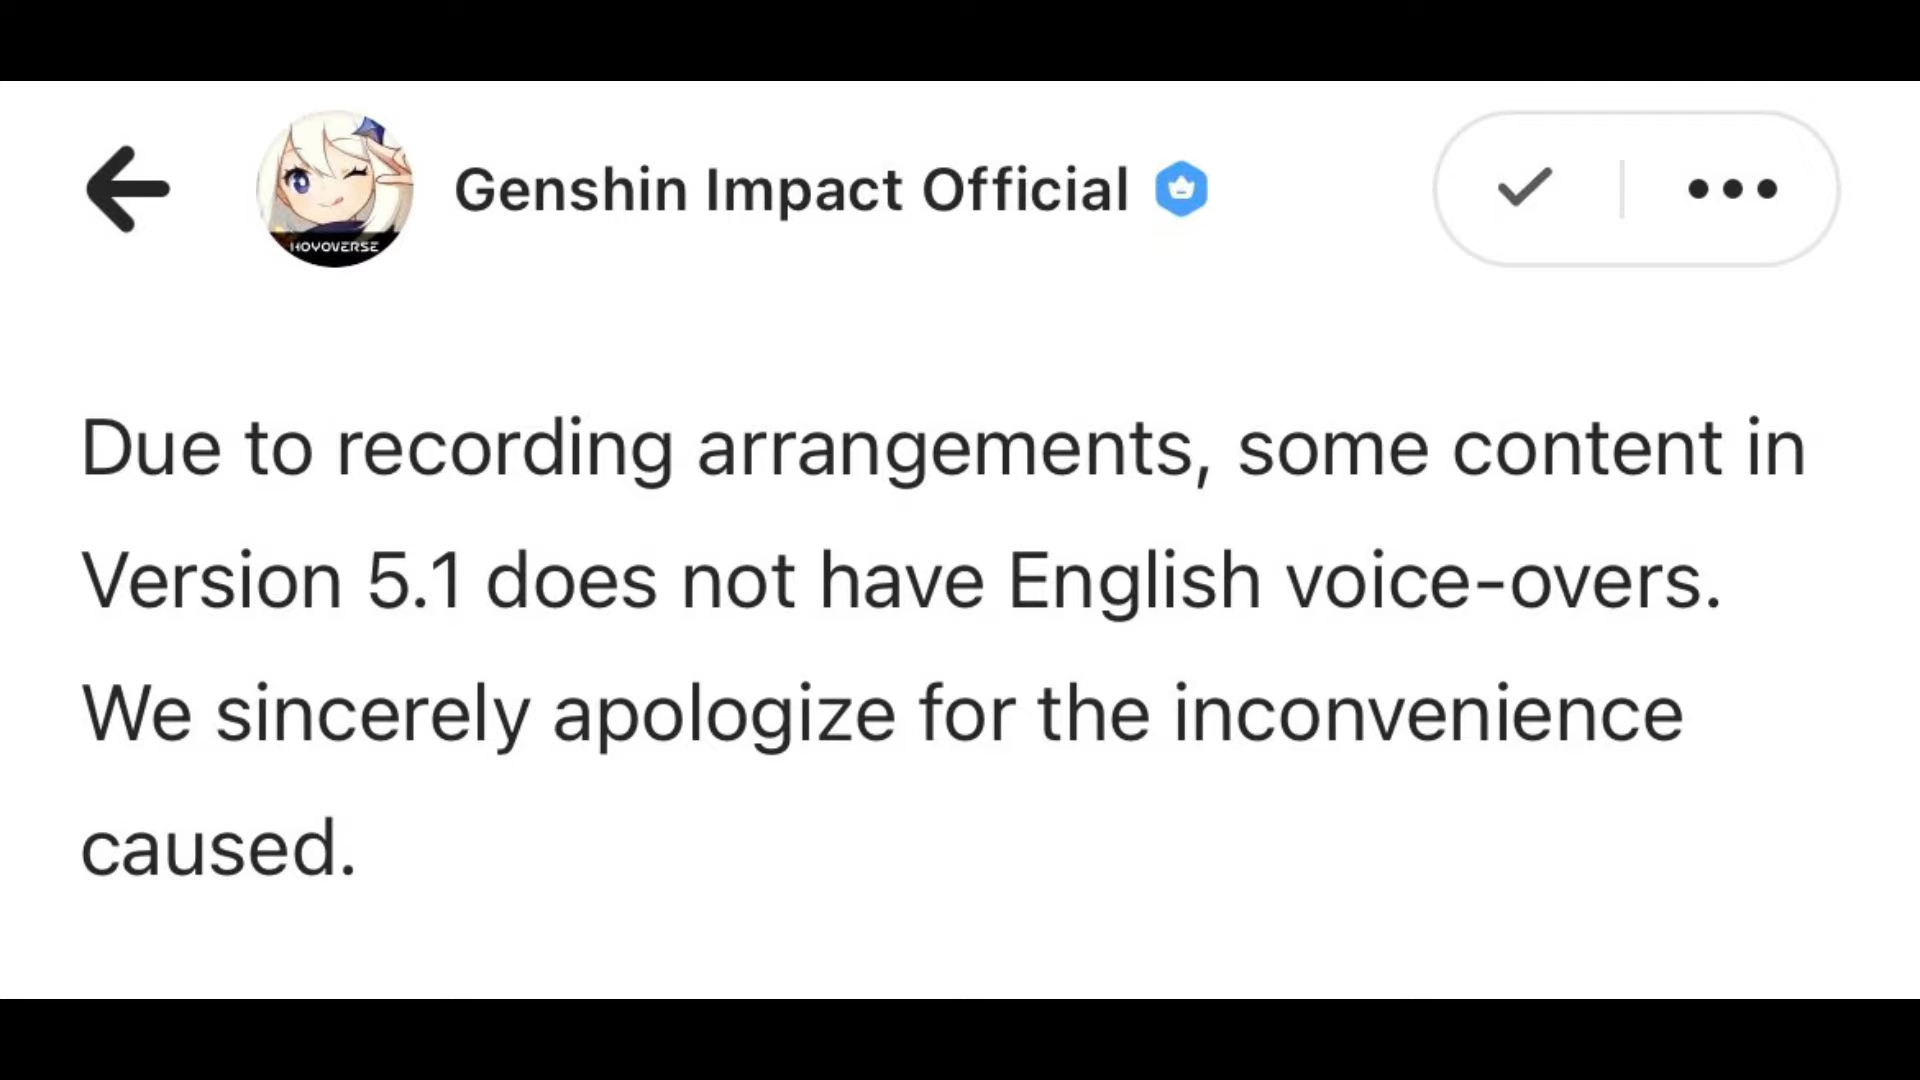 Genshin Impact Official
HOYOVERSE
Due to recording arrangements, some content in
Version 5.1 does not have English voice-overs.
We sincerely apologize for the inconvenience
caused.